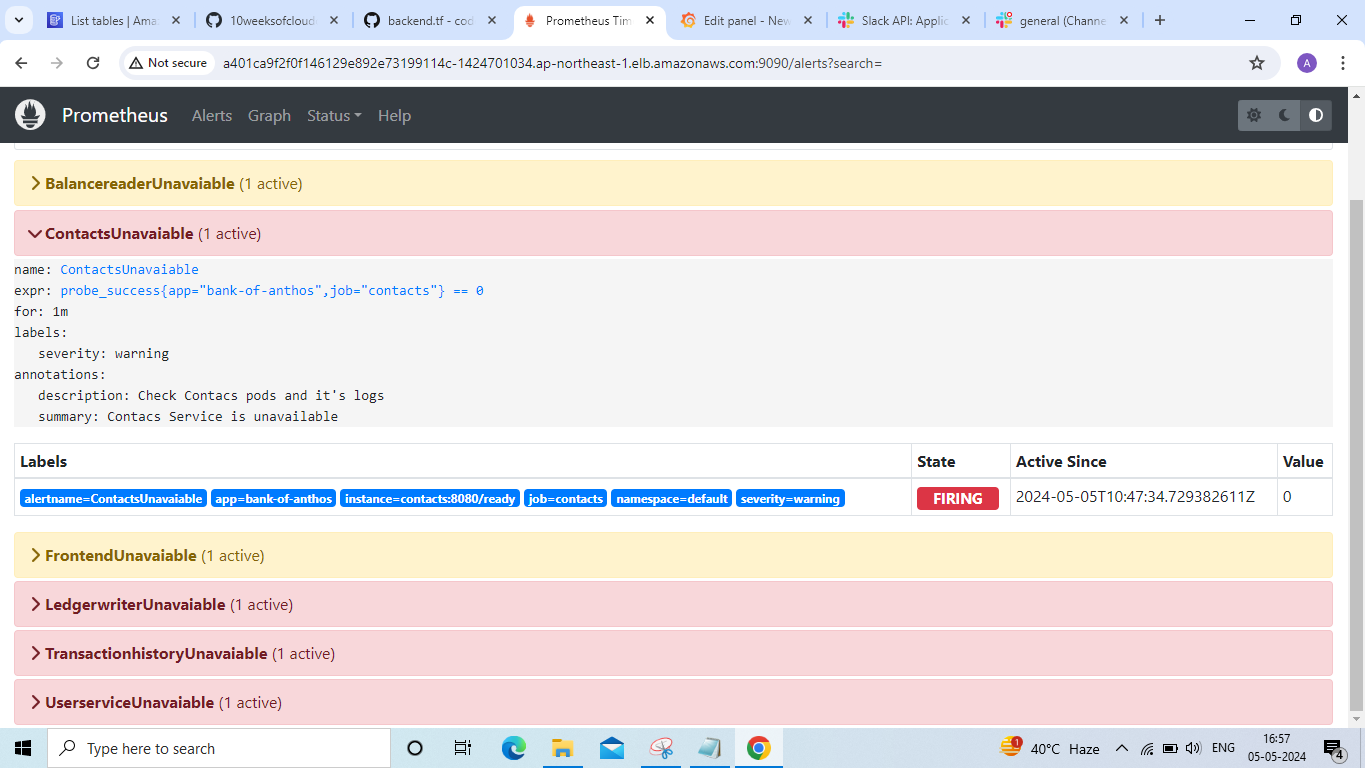 List tables | Ama
10weeksofcloud
backend.tf - cod
Prometheus Tim
Edit panel - New
Slack API: Applic
general (Channe
Not secure
a401ca9f2f0f146129e892e73199114c-1424701034.ap-northeast-1.elb.amazonaws.com:9090/alerts?search=
A
Prometheus Alerts Graph Status Help
BalancereaderUnavaiable (1 active)
ContactsUnavaiable (1 active)
name: ContactsUnavaiable
expr: probe_success{app="bank-of-anthos",job="contacts"} == 0
for: 1m
labels:
severity: warning
annotations:
description: Check Contacs pods and it's logs
summary: Contacs Service is unavailable
Labels State Active Since Value
alertname=ContactsUnavaiable app=bank-of-anthos instance=contacts:8080/ready job=contacts namespace=default severity=warning FIRING 2024-05-05T10:47:34.729382611Z 0
FrontendUnavaiable (1 active)
LedgerwriterUnavaiable (1 active)
TransactionhistoryUnavaiable (1 active)
UserserviceUnavaiable (1 active)
Type here to search
1
40°C Haze
ENG
16:57
05-05-2024
4